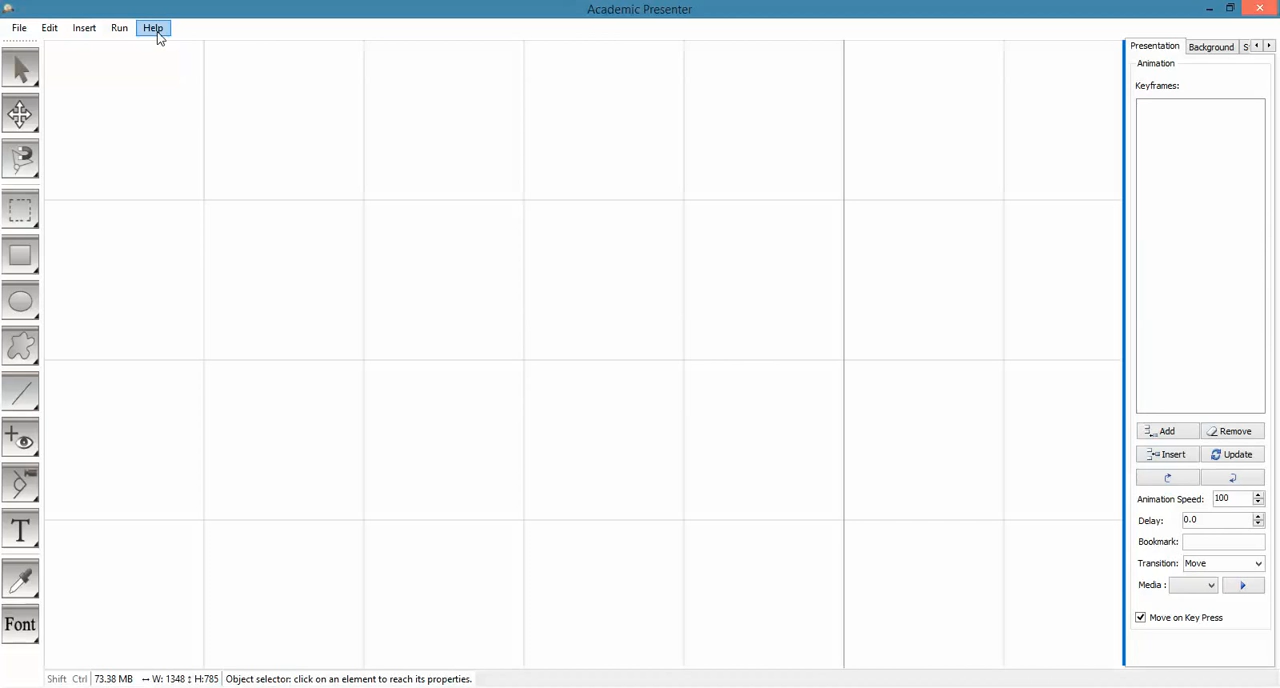 Academic Presenter
File Edit Insert Run Help
Presentation Background S
Animation
Keyframes:
Add Remove
Insert Update
Animation Speed: 100
Delay: 0.0
Bookmark:
Transition: Move
Media :
Move on Key Press
T
Font
Shift Ctrl 73.38 MB W: 1348 H:785 Object selector: click on an element to reach its properties.